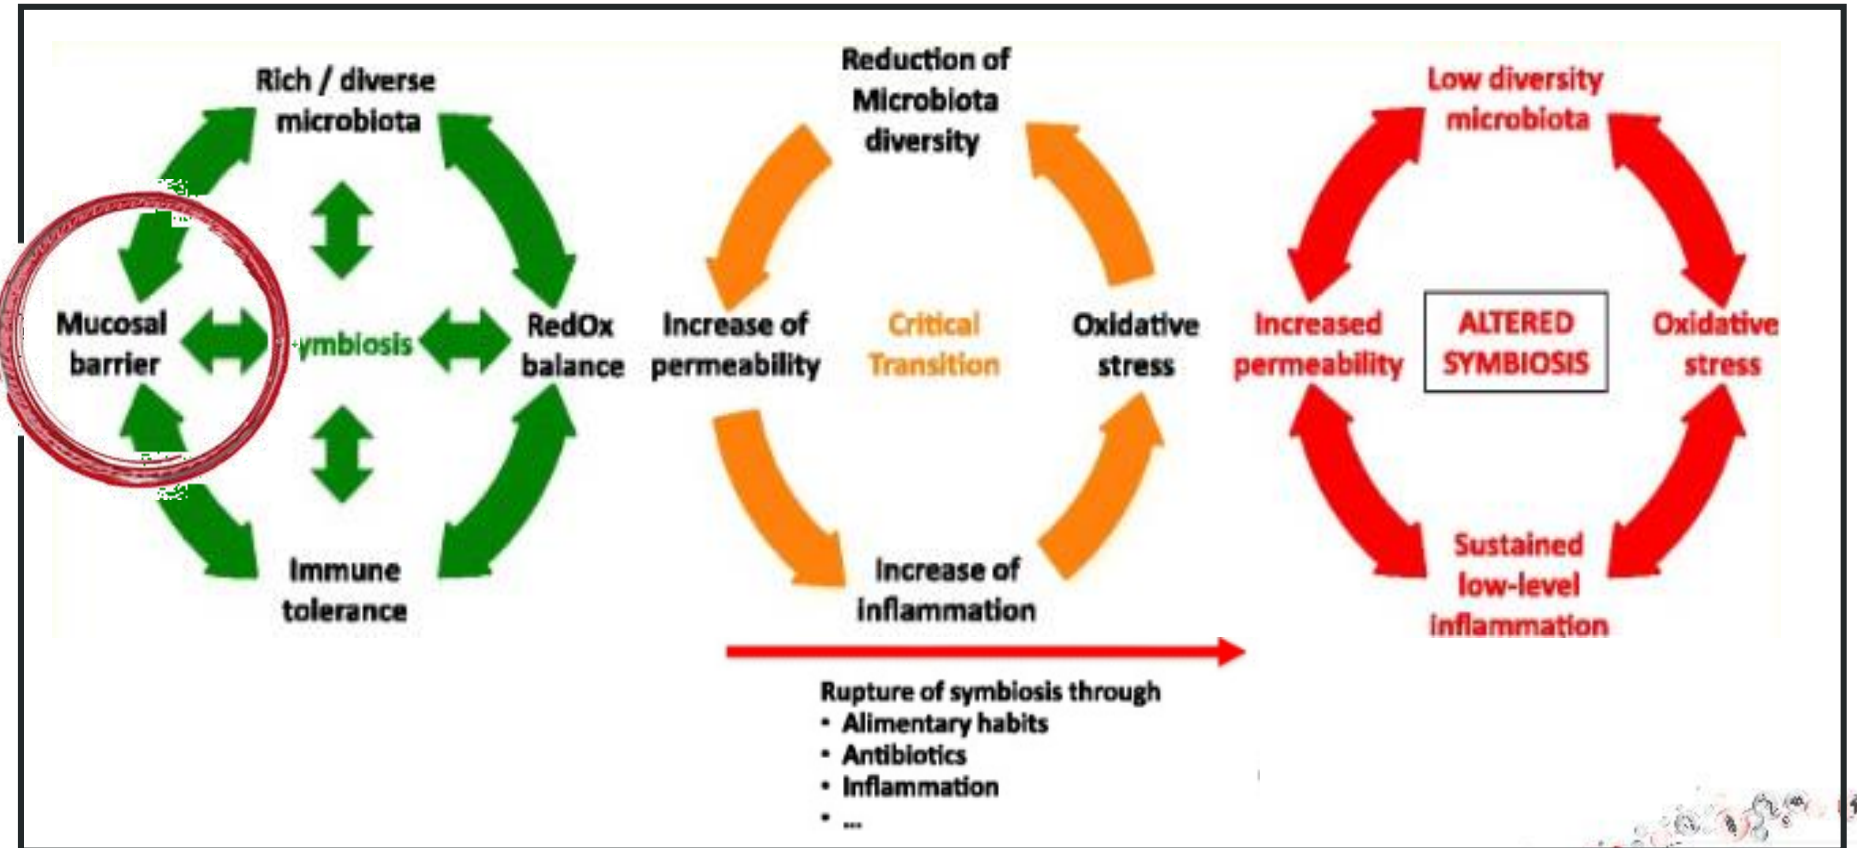 Rich / diverse
microbiota
Mucosal
barrier
ymbiosis
RedOx
balance
Immune
tolerance
Reduction of
Microbiota
diversity
Increase of
permeability
Critical
Transition
Oxidative
stress
Increase of
inflammation
Low diversity
microbiota
Increased
permeability
ALTERED
SYMBIOSIS
Oxidative
stress
Sustained
low-level
inflammation
Rupture of symbiosis through
• Alimentary habits
• Antibiotics
• Inflammation
• ...